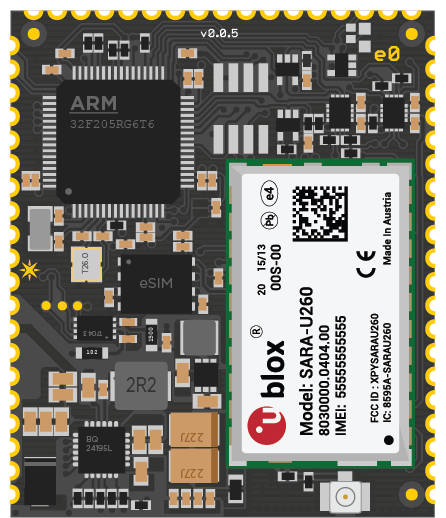 v0.0.5
e0
ARM
32F205RG6T6
e4
Pb
T26.0
eSIM
1500
102
2R2
BQ
24195L
227J
227J
u blox ®
Model: SARA-U260
8030000.0404.00
IMEI: 55555555555555
20 15/13
00S-00
FCC ID : XPYSARAU260
IC: 8595A-SARAU260
CE
Made in Austria